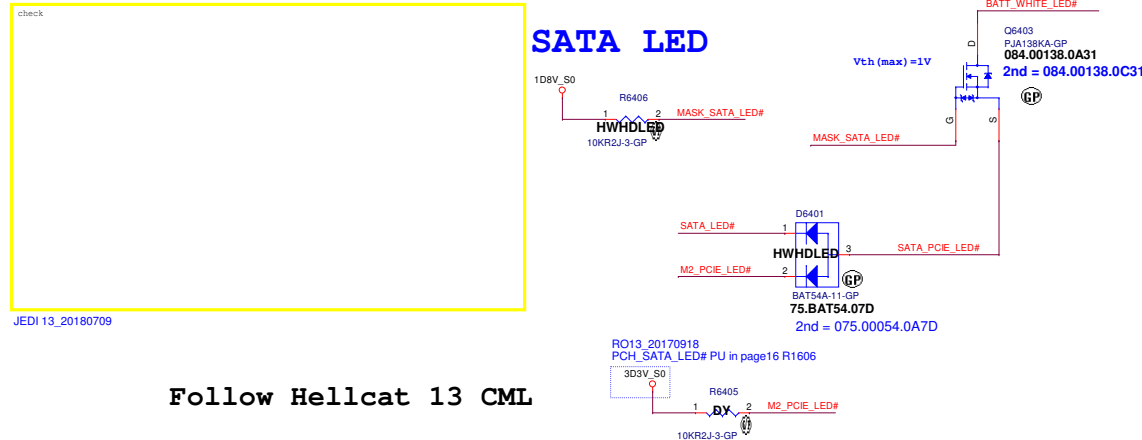 check
SATA LED
BATT_WHITE_LED#
D
Q6403
PJA138KA-GP
084.00138.0A31
2nd = 084.00138.0C31
Vth(max)=1V
GP
G
S
1D8V_S0
R6406
1
2
MASK_SATA_LED#
HWHDLED
10KR2J-3-GP
MASK_SATA_LED#
D6401
SATA_LED#
1
HWHDLED
3
SATA_PCIE_LED#
M2_PCIE_LED#
2
GP
BAT54A-11-GP
75.BAT54.07D
2nd = 075.00054.0A7D
JEDI 13_20180709
RO13_20170918
PCH_SATA_LED# PU in page16 R1606
3D3V_S0
Follow Hellcat 13 CML
R6405
1
DY
2
M2_PCIE_LED#
10KR2J-3-GP